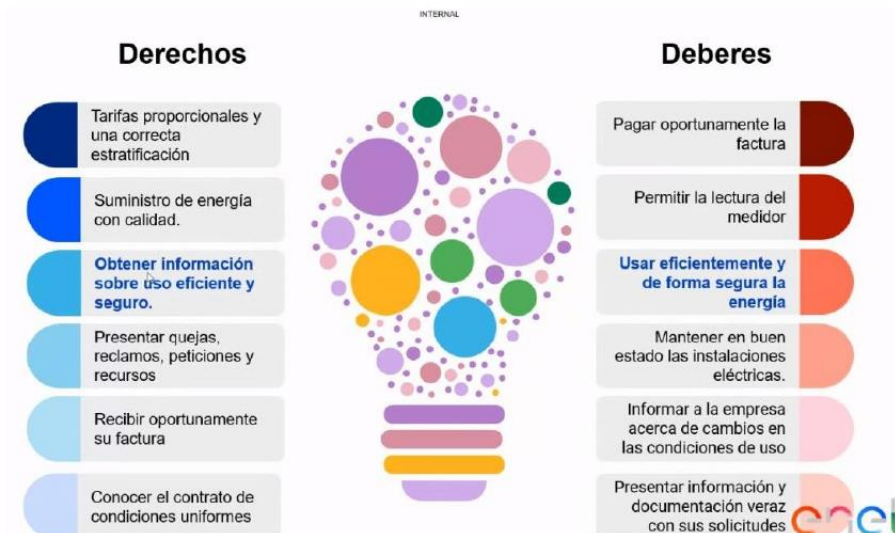 INTERNAL
Derechos
Tarifas proporcionales y
una correcta
estratificación
Suministro de energía
con calidad.
Obtener información
sobre uso eficiente y
seguro.
Presentar quejas,
reclamos, peticiones y
recursos
Recibir oportunamente
su factura
Conocer el contrato de
condiciones uniformes
Deberes
Pagar oportunamente la
factura
Permitir la lectura del
medidor
Usar eficientemente y
de forma segura la
energía
Mantener en buen
estado las instalaciones
eléctricas.
Informar a la empresa
acerca de cambios en
las condiciones de uso
Presentar información y
documentación veraz
con sus solicitudes
enel